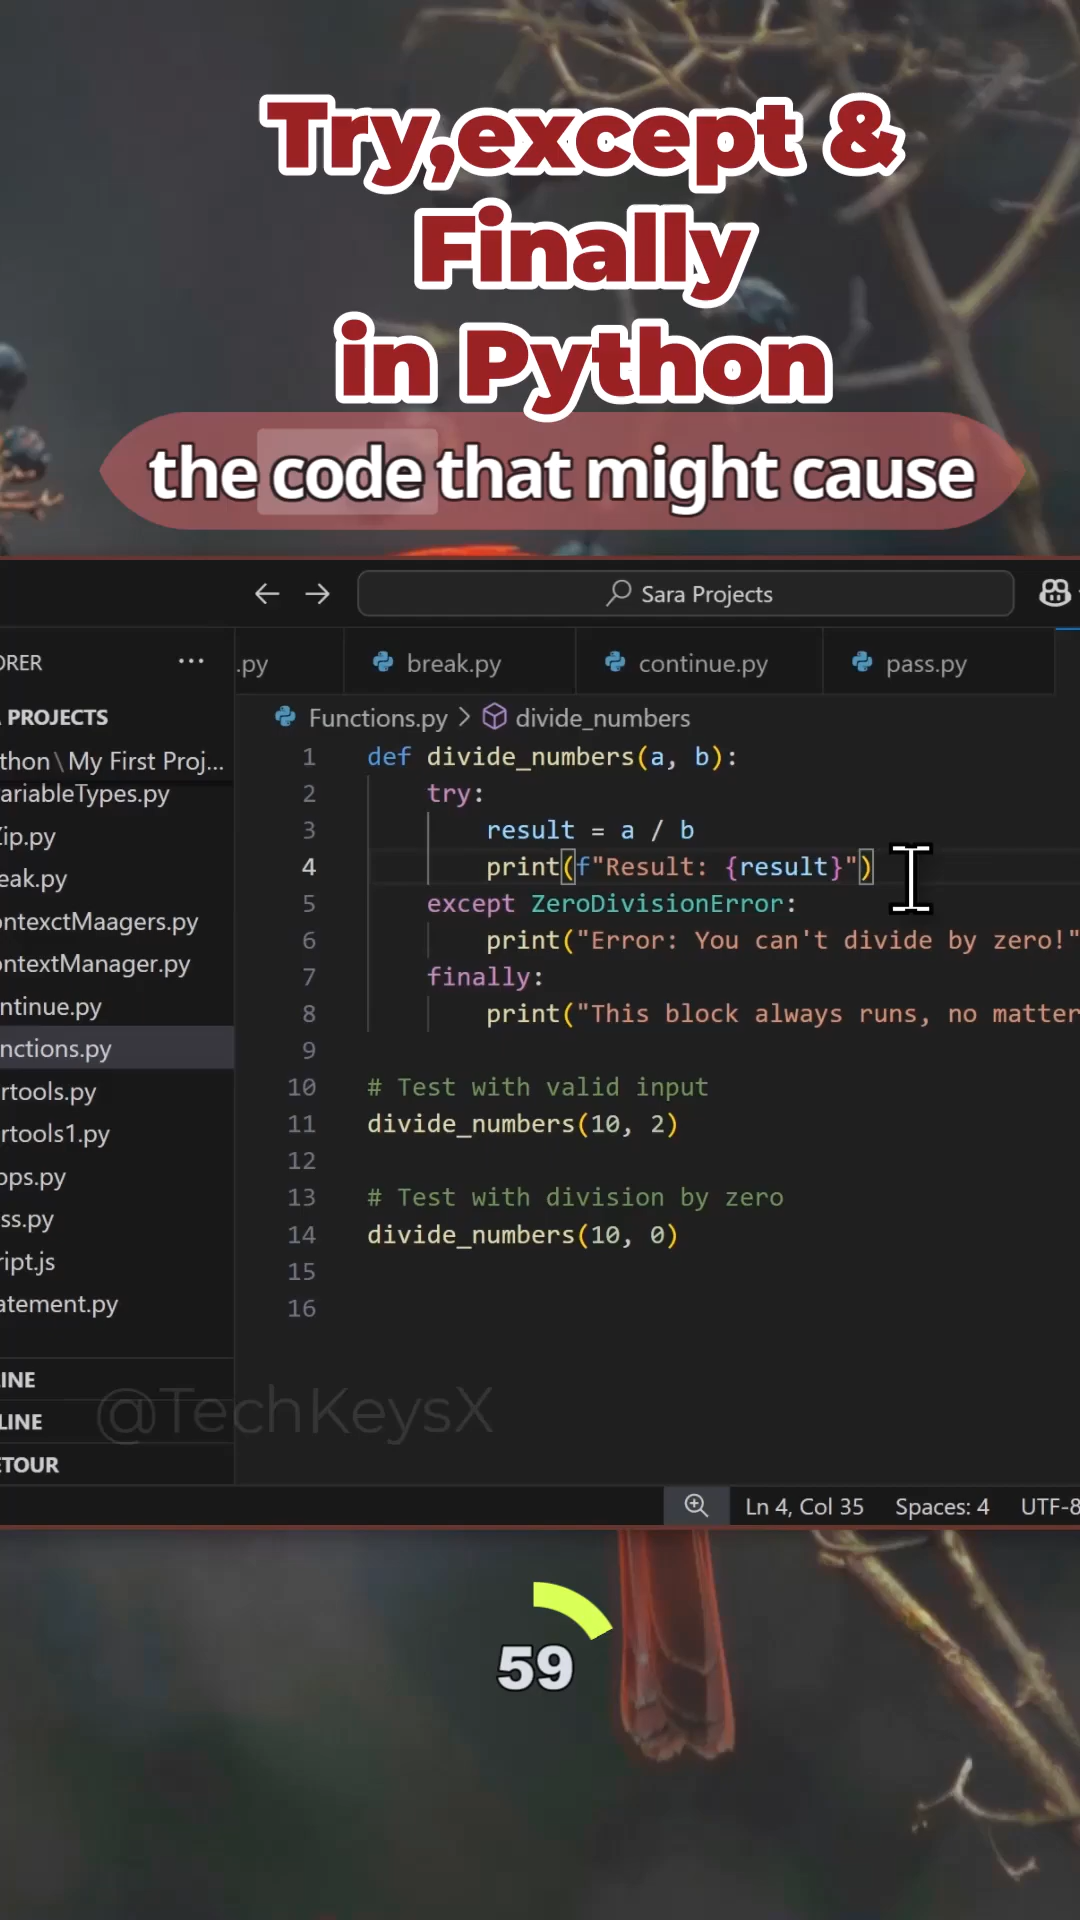 Try,except &
Finally
in Python
the code that might cause
Sara Projects
ORER ...
.py
break.py
continue.py
pass.py
PROJECTS
Functions.py > divide_numbers
thon\My First Proj...
ariableTypes.py
ip.py
eak.py
ontexctMaagers.py
ontextManager.py
ntinue.py
nctions.py
rtools.py
rtools1.py
ops.py
ss.py
ript.js
atement.py
INE
LINE
ETOUR
1 def divide_numbers(a, b):
2 try:
3 result = a / b
4 print(f"Result: {result}")
5 except ZeroDivisionError:
6 print("Error: You can't divide by zero!"
7 finally:
8 print("This block always runs, no matter
9
10 # Test with valid input
11 divide_numbers(10, 2)
12
13 # Test with division by zero
14 divide_numbers(10, 0)
15
16
@TechKeysX
Ln 4, Col 35 Spaces: 4 UTF-8
59